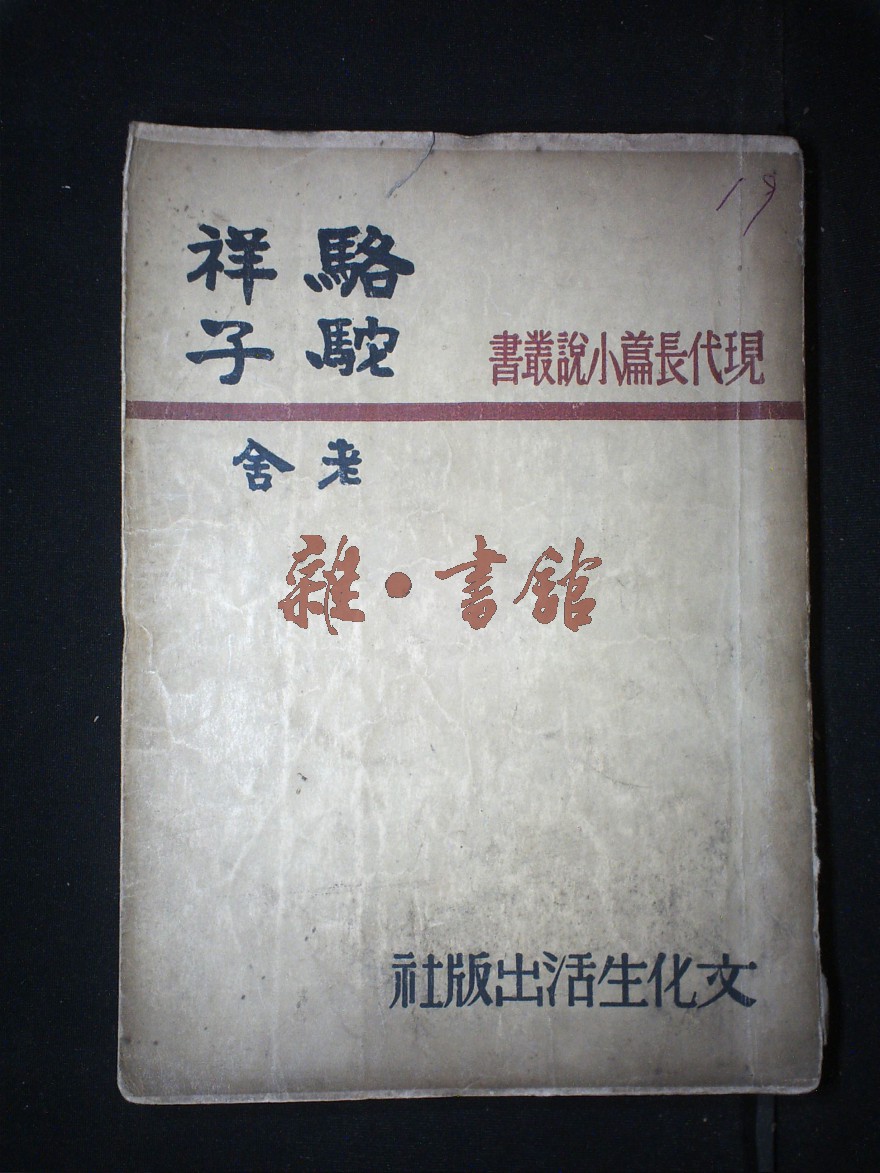 19
駱駝
祥子
現代長篇小說叢書
老舍
雜•書館
文化生活出版社